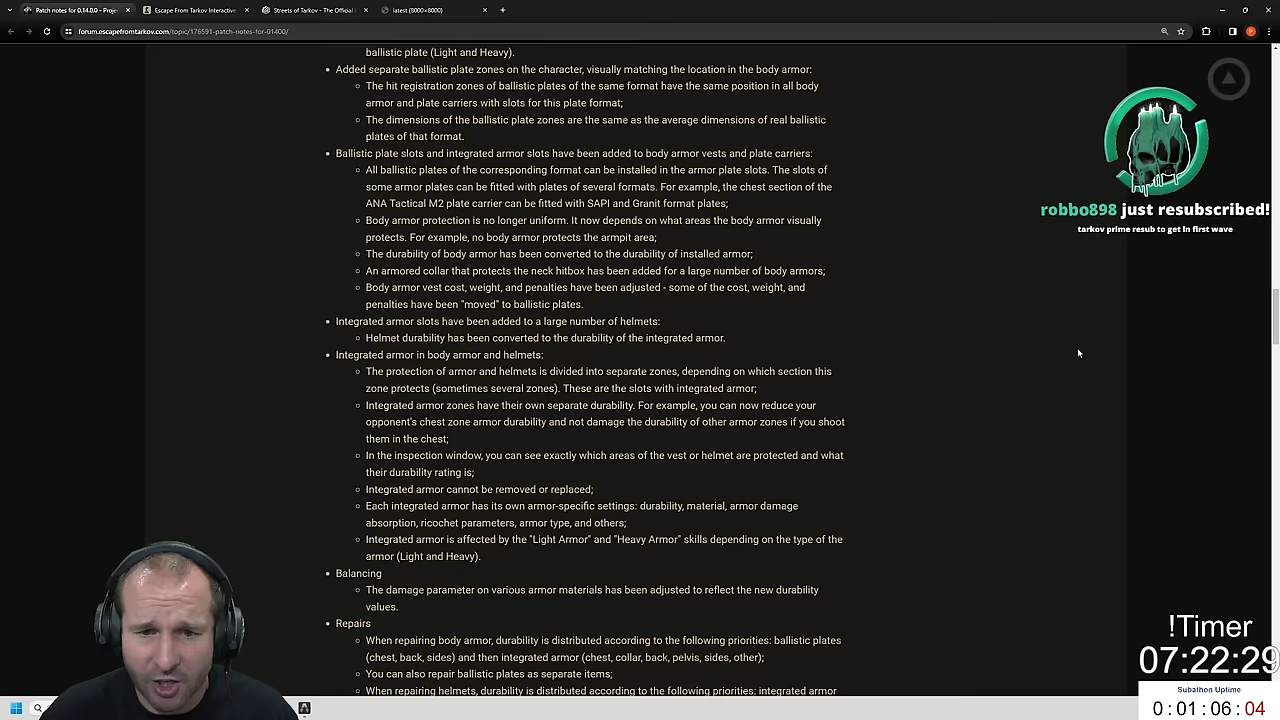 Patch notes for 0.14.0.0 - Proje
Escape From Tarkov Interactive
Streets of Tarkov - The Official
latest (8000×8000)
forum.escapefromtarkov.com/topic/176591-patch-notes-for-01400/
ballistic plate (Light and Heavy).
Added separate ballistic plate zones on the character, visually matching the location in the body armor:
The hit registration zones of ballistic plates of the same format have the same position in all body
armor and plate carriers with slots for this plate format;
The dimensions of the ballistic plate zones are the same as the average dimensions of real ballistic
plates of that format.
Ballistic plate slots and integrated armor slots have been added to body armor vests and plate carriers:
All ballistic plates of the corresponding format can be installed in the armor plate slots. The slots of
some armor plates can be fitted with plates of several formats. For example, the chest section of the
ANA Tactical M2 plate carrier can be fitted with SAPI and Granit format plates;
Body armor protection is no longer uniform. It now depends on what areas the body armor visually
protects. For example, no body armor protects the armpit area;
The durability of body armor has been converted to the durability of installed armor;
An armored collar that protects the neck hitbox has been added for a large number of body armors;
Body armor vest cost, weight, and penalties have been adjusted - some of the cost, weight, and
penalties have been "moved" to ballistic plates.
Integrated armor slots have been added to a large number of helmets:
Helmet durability has been converted to the durability of the integrated armor.
Integrated armor in body armor and helmets:
The protection of armor and helmets is divided into separate zones, depending on which section this
zone protects (sometimes several zones). These are the slots with integrated armor;
Integrated armor zones have their own separate durability. For example, you can now reduce your
opponent's chest zone armor durability and not damage the durability of other armor zones if you shoot
them in the chest;
In the inspection window, you can see exactly which areas of the vest or helmet are protected and what
their durability rating is;
Integrated armor cannot be removed or replaced;
Each integrated armor has its own armor-specific settings: durability, material, armor damage
absorption, ricochet parameters, armor type, and others;
Integrated armor is affected by the "Light Armor" and "Heavy Armor" skills depending on the type of the
armor (Light and Heavy).
Balancing
The damage parameter on various armor materials has been adjusted to reflect the new durability
values.
Repairs
When repairing body armor, durability is distributed according to the following priorities: ballistic plates
(chest, back, sides) and then integrated armor (chest, collar, back, pelvis, sides, other);
You can also repair ballistic plates as separate items;
When repairing helmets, durability is distributed according to the following priorities: integrated armor
robbo898 just resubscribed!
tarkov prime resub to get in first wave
!Timer
07:22:29
Subathon Uptime
0:01:06:04